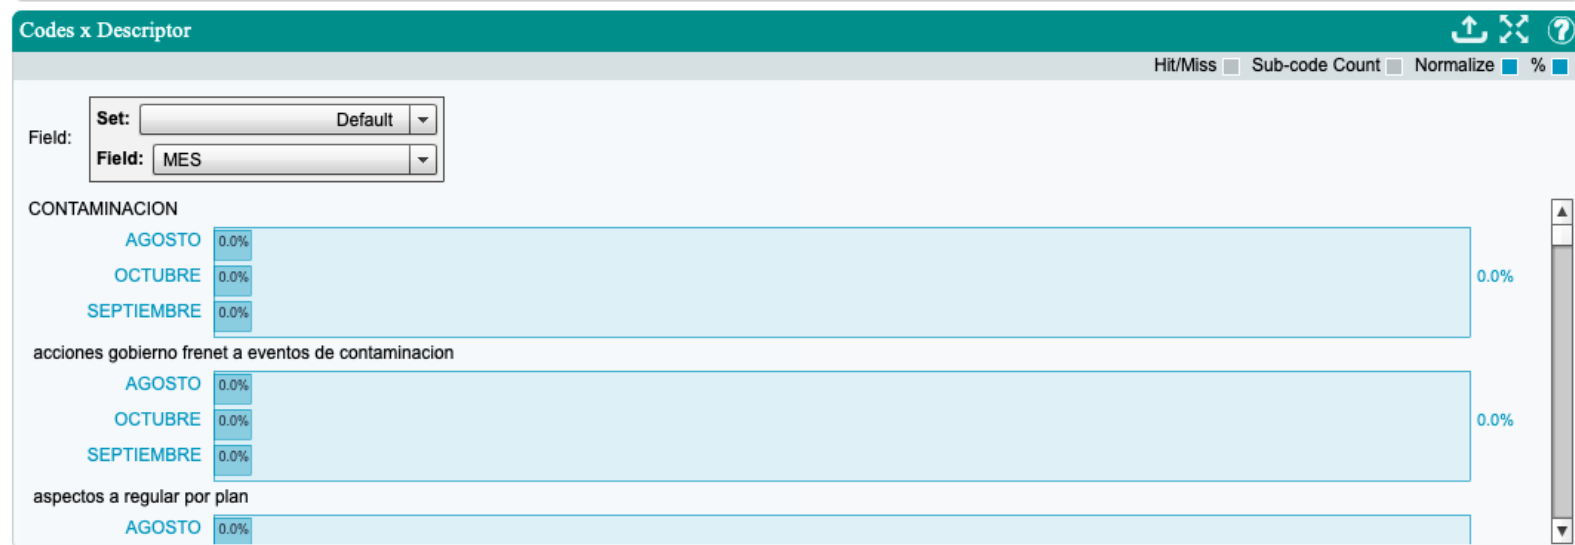 Codes x Descriptor
Hit/Miss Sub-code Count Normalize %
Set: Default
Field:
Field: MES
CONTAMINACION
AGOSTO 0.0%
OCTUBRE 0.0% 0.0%
SEPTIEMBRE 0.0%
acciones gobierno frenet a eventos de contaminacion
AGOSTO 0.0%
OCTUBRE 0.0% 0.0%
SEPTIEMBRE 0.0%
aspectos a regular por plan
AGOSTO 0.0%